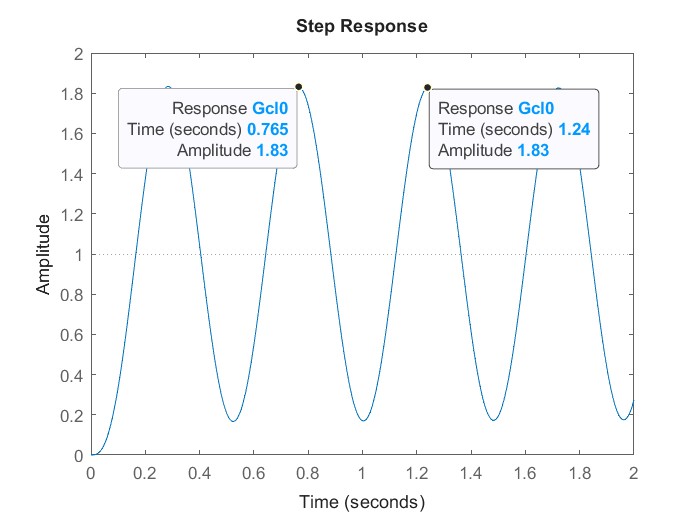 Step Response
2
1.8
1.6
1.4
1.2
1
0.8
0.6
0.4
0.2
0
Amplitude
Response Gcl0
Time (seconds) 0.765
Amplitude 1.83
Response Gcl0
Time (seconds) 1.24
Amplitude 1.83
0 0.2 0.4 0.6 0.8 1 1.2 1.4 1.6 1.8 2
Time (seconds)